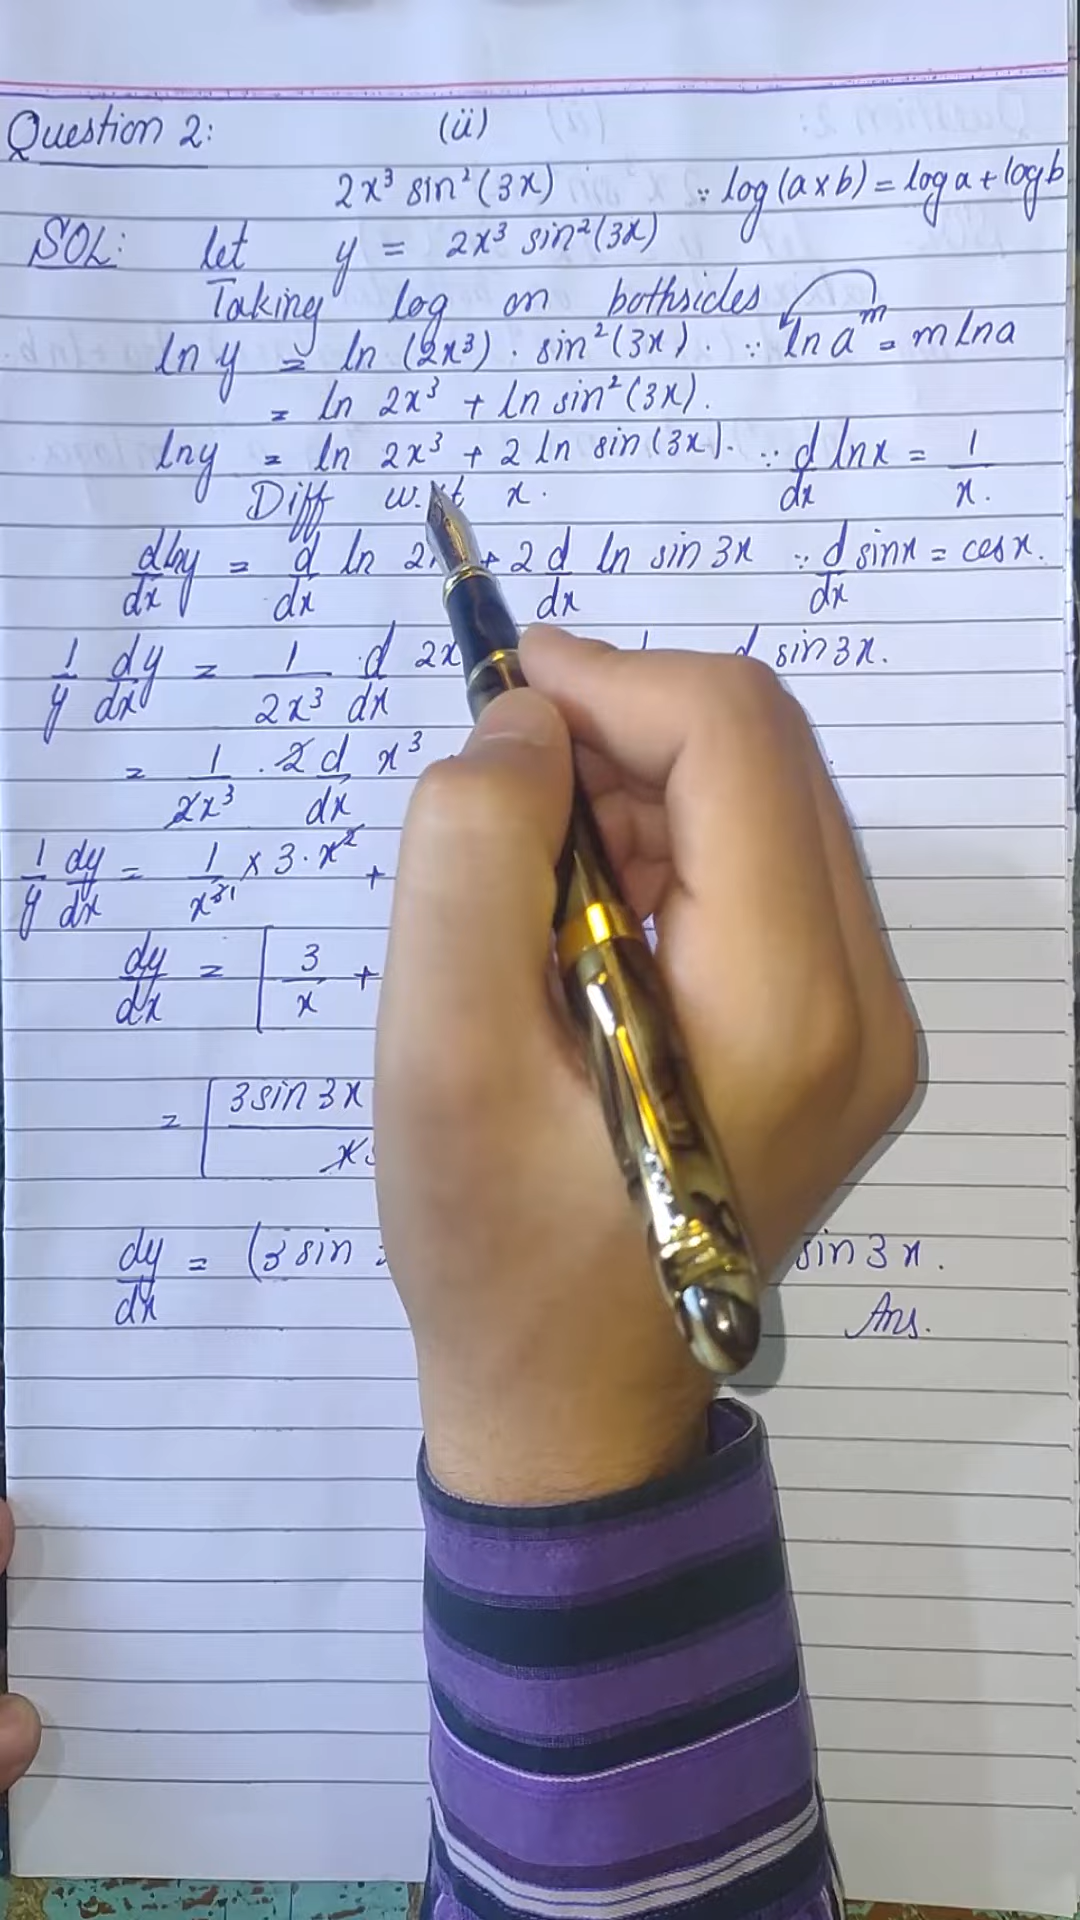 Question 2: (ii)
2x³ sin²(3x) ∵ log(a×b) = log a + log b
SOL: let y = 2x³ sin²(3x)
Taking log on bothsides
ln y = ln (2x³) · sin²(3x) · ∵ ln aᵐ = m ln a
= ln 2x³ + ln sin²(3x).
ln y = ln 2x³ + 2 ln sin(3x). ∵ d/dx ln x = 1/x.
Diff w.r.t x.
d ln y/dx = d/dx ln 2x + 2 d/dx ln sin 3x ∵ d/dx sin x = cos x.
1/y dy/dx = 1/2x³ · d/dx 2x d sin 3x.
= 1/2x³ · 2 d/dx x³
1/y dy/dx = 1/x³ × 3 · x² +
dy/dx = [3/x +
= [3 sin 3x / x
dy/dx = (3 sin sin 3x.
Ans.